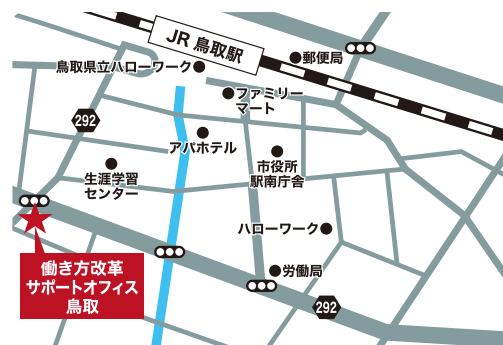 JR 鳥取駅
郵便局
鳥取県立ハローワーク
ファミリー
マート
292
アパホテル
市役所
駅南庁舎
生涯学習
センター
ハローワーク
働き方改革
サポートオフィス
鳥取
労働局
292